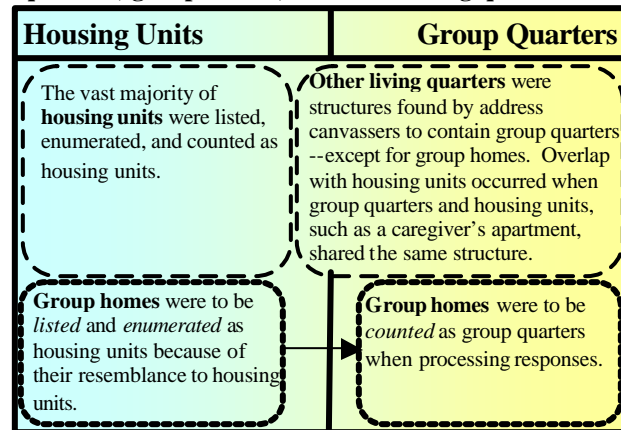 Housing Units
Group Quarters
The vast majority of
housing units were listed,
enumerated, and counted as
housing units.
Other living quarters were
structures found by address
canvassers to contain group quarters
--except for group homes. Overlap
with housing units occurred when
group quarters and housing units,
such as a caregiver's apartment,
shared the same structure.
Group homes were to be
listed and enumerated as
housing units because of
their resemblance to housing
units.
Group homes were to be
counted as group quarters
when processing responses.